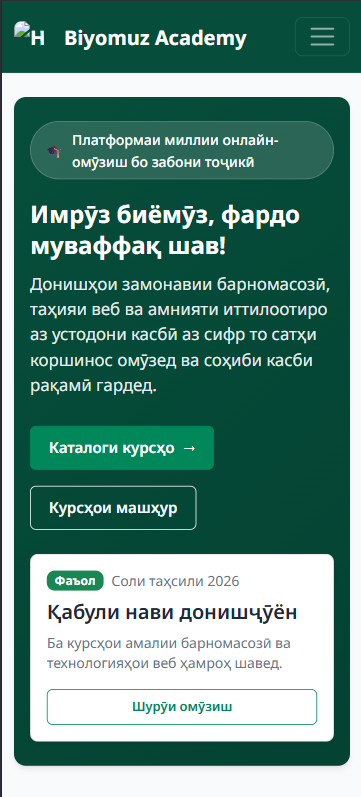 H Biyomuz Academy
Платформаи миллии онлайн-
омӯзиш бо забони тоҷикӣ
Имрӯз биёмӯз, фардо
муваффақ шав!
Донишҳои замонавии барномасозӣ,
таҳияи веб ва амнияти иттилоотиро
аз устодони касбӣ аз сифр то сатҳи
коршинос омӯзед ва соҳиби касби
рақамӣ гардед.
Каталоги курсҳо →
Курсҳои машҳур
Фаъол Соли таҳсили 2026
Қабули нави донишҷӯён
Ба курсҳои амалии барномасозӣ ва
технологияҳои веб ҳамроҳ шавед.
Шурӯи омӯзиш